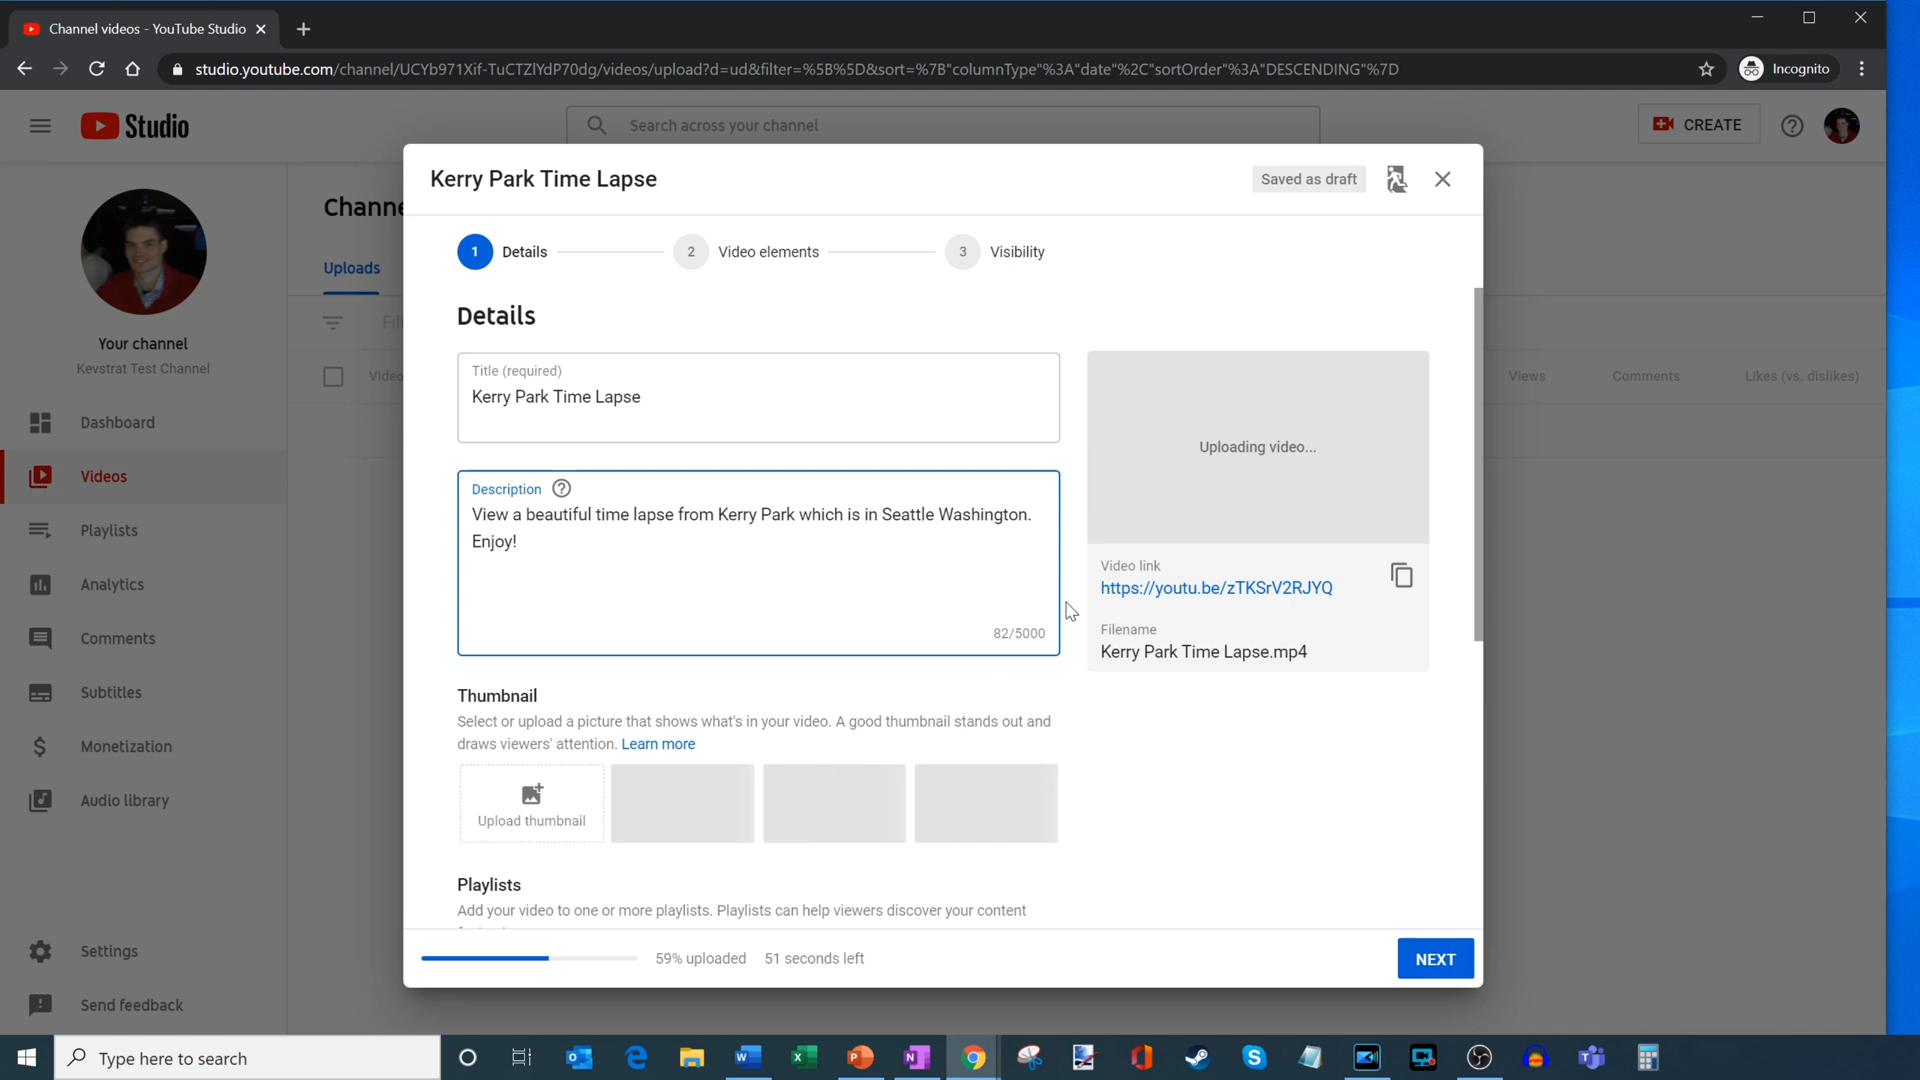 Channel videos - YouTube Studio
studio.youtube.com/channel/UCYb971Xif-TuCTZlYdP70dg/videos/upload?d=ud&filter=%5B%5D&sort=%7B"columnType"%3A"date"%2C"sortOrder"%3A"DESCENDING"%7D
Incognito
Studio
Search across your channel
CREATE
Kerry Park Time Lapse
Saved as draft
1 Details
2 Video elements
3 Visibility
Channe
Uploads
Your channel
Kevstrat Test Channel
Filt
Video
Views
Comments
Likes (vs. dislikes)
Dashboard
Videos
Playlists
Analytics
Comments
Subtitles
Monetization
Audio library
Settings
Send feedback
Details
Title (required)
Kerry Park Time Lapse
Description
View a beautiful time lapse from Kerry Park which is in Seattle Washington.
Enjoy!
82/5000
Uploading video...
Video link
https://youtu.be/zTKSrV2RJYQ
Filename
Kerry Park Time Lapse.mp4
Thumbnail
Select or upload a picture that shows what's in your video. A good thumbnail stands out and
draws viewers' attention. Learn more
Upload thumbnail
Playlists
Add your video to one or more playlists. Playlists can help viewers discover your content
59% uploaded
51 seconds left
NEXT
Type here to search